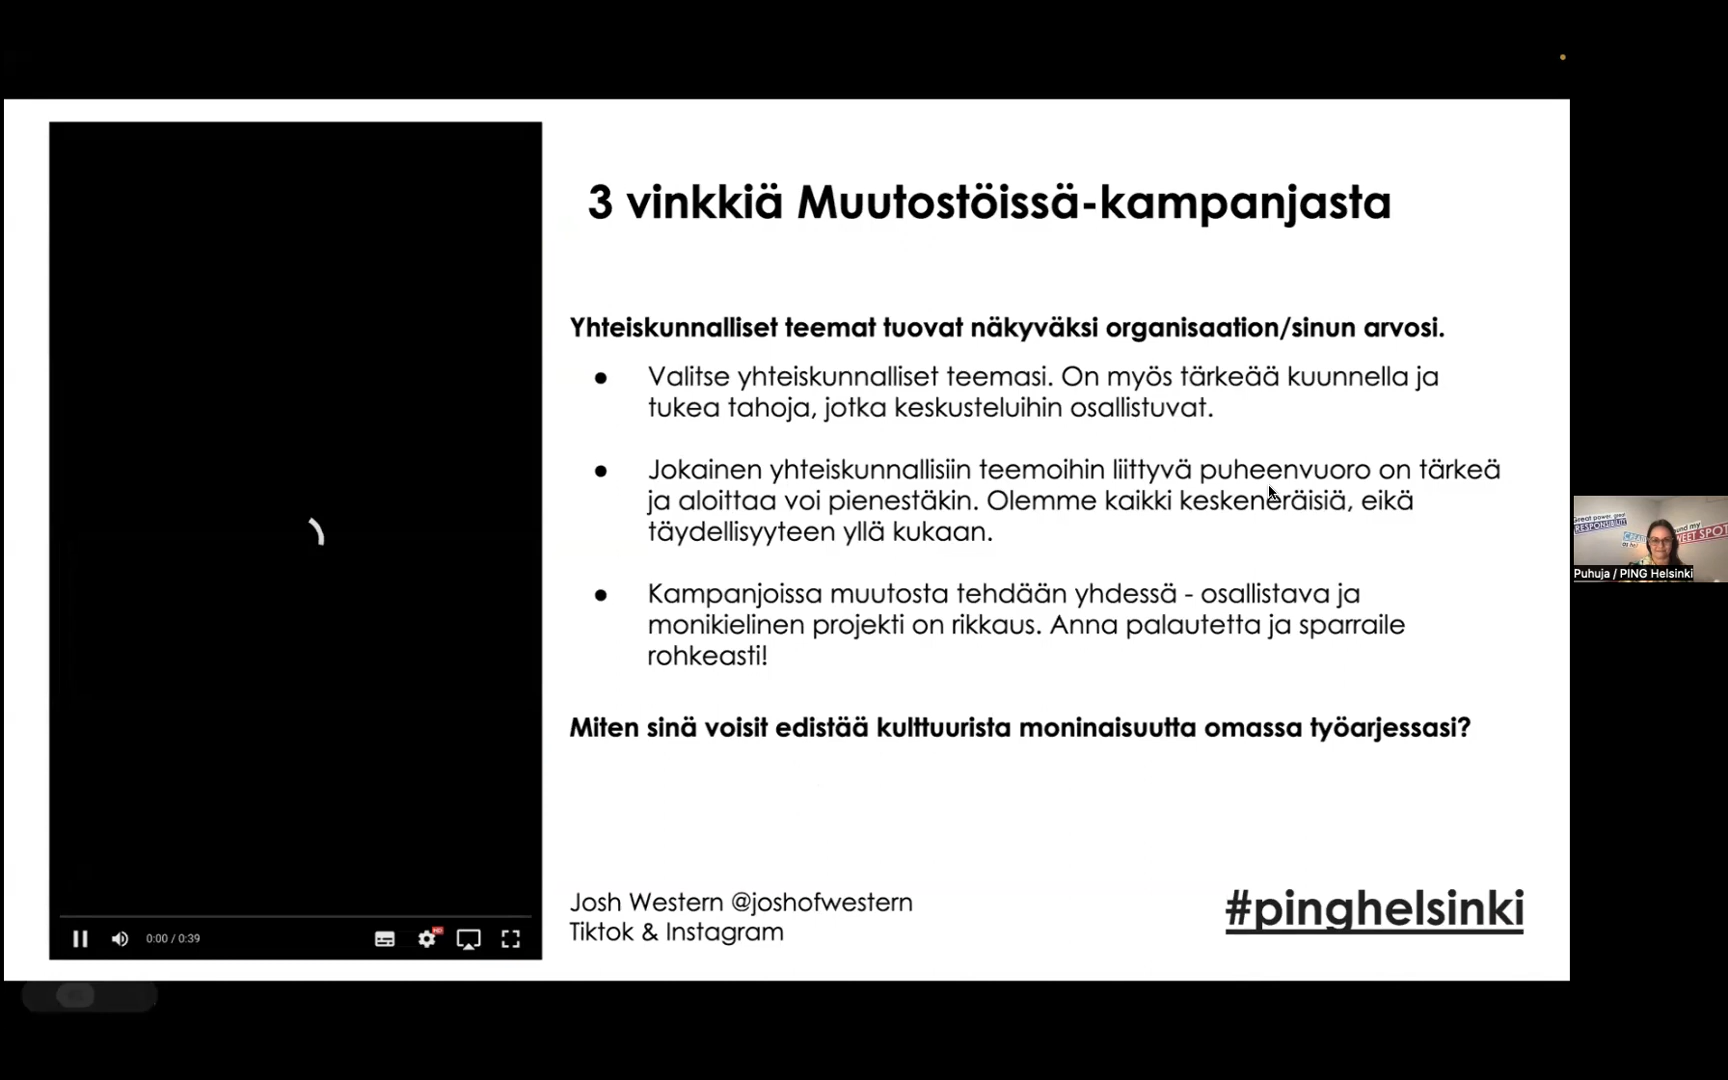 3 vinkkiä Muutostöissä-kampanjasta
Yhteiskunnalliset teemat tuovat näkyväksi organisaation/sinun arvosi.
● Valitse yhteiskunnalliset teemasi. On myös tärkeää kuunnella ja
tukea tahoja, jotka keskusteluihin osallistuvat.
● Jokainen yhteiskunnallisiin teemoihin liittyvä puheenvuoro on tärkeä
ja aloittaa voi pienestäkin. Olemme kaikki keskeneräisiä, eikä
täydellisyyteen yllä kukaan.
● Kampanjoissa muutosta tehdään yhdessä - osallistava ja
monikielinen projekti on rikkaus. Anna palautetta ja sparraile
rohkeasti!
Miten sinä voisit edistää kulttuurista moninaisuutta omassa työarjessasi?
Josh Western @joshofwestern
Tiktok & Instagram
#pinghelsinki
0:00 / 0:39
Great power, great
RESPONSIBILITY
Puhuja / PING Helsinki